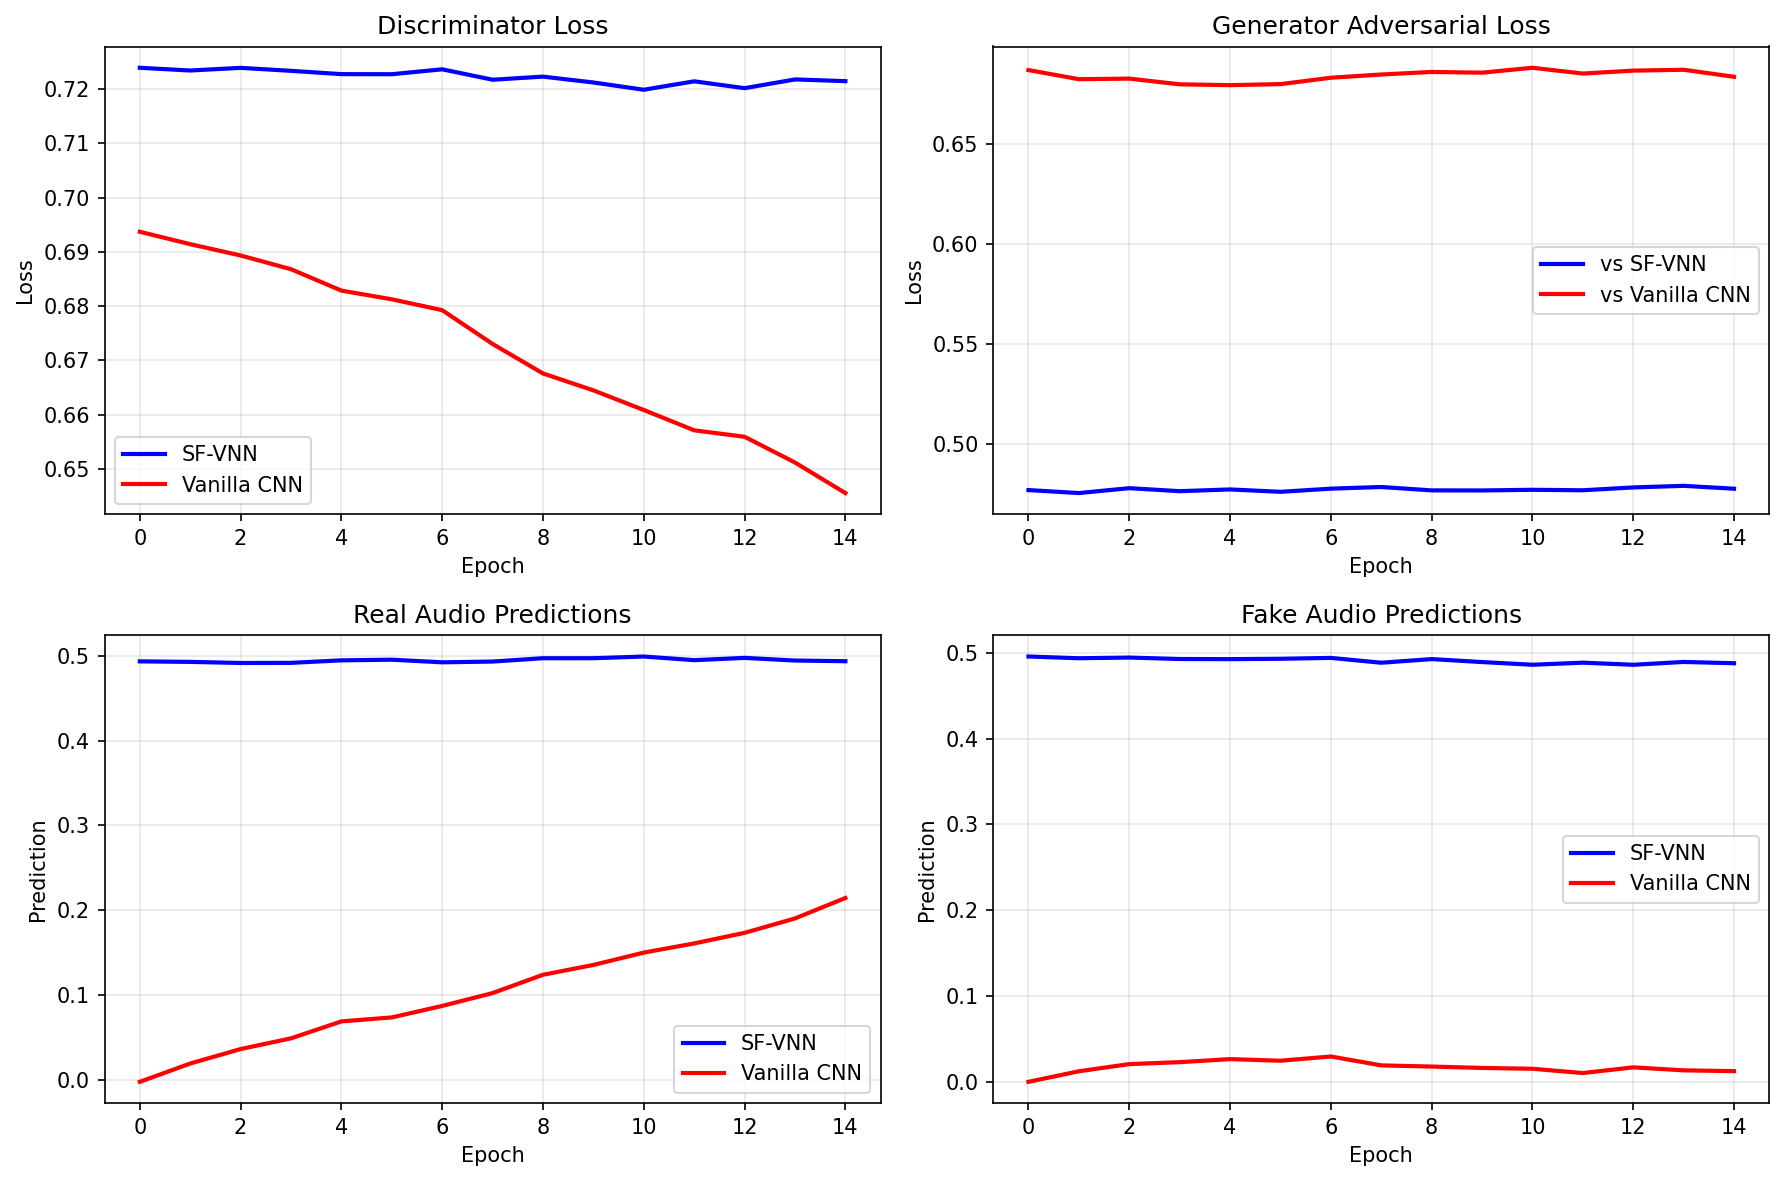 Discriminator Loss
Loss
0.72
0.71
0.70
0.69
0.68
0.67
0.66
0.65
SF-VNN
Vanilla CNN
0 2 4 6 8 10 12 14
Epoch
Generator Adversarial Loss
Loss
0.65
0.60
0.55
0.50
vs SF-VNN
vs Vanilla CNN
0 2 4 6 8 10 12 14
Epoch
Real Audio Predictions
Prediction
0.5
0.4
0.3
0.2
0.1
0.0
SF-VNN
Vanilla CNN
0 2 4 6 8 10 12 14
Epoch
Fake Audio Predictions
Prediction
0.5
0.4
0.3
0.2
0.1
0.0
SF-VNN
Vanilla CNN
0 2 4 6 8 10 12 14
Epoch